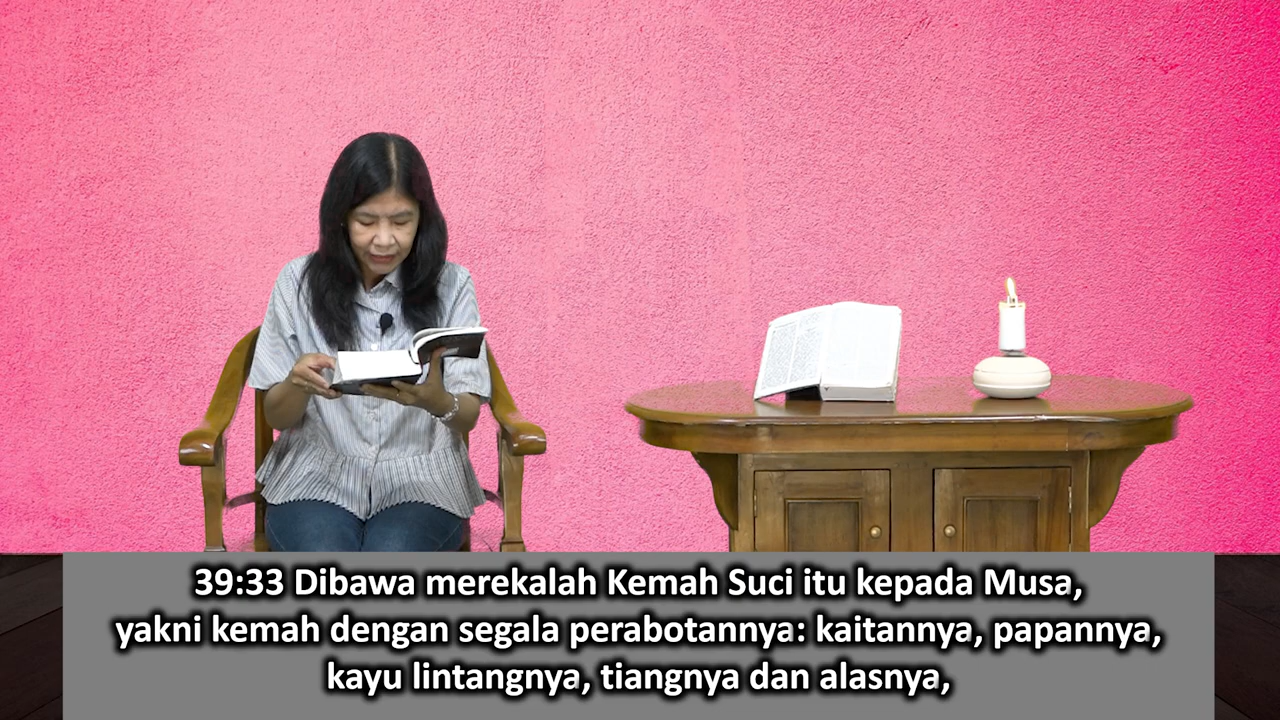 39:33 Dibawa merekalah Kemah Suci itu kepada Musa,
yakni kemah dengan segala perabotannya: kaitannya, papannya,
kayu lintangnya, tiangnya dan alasnya,